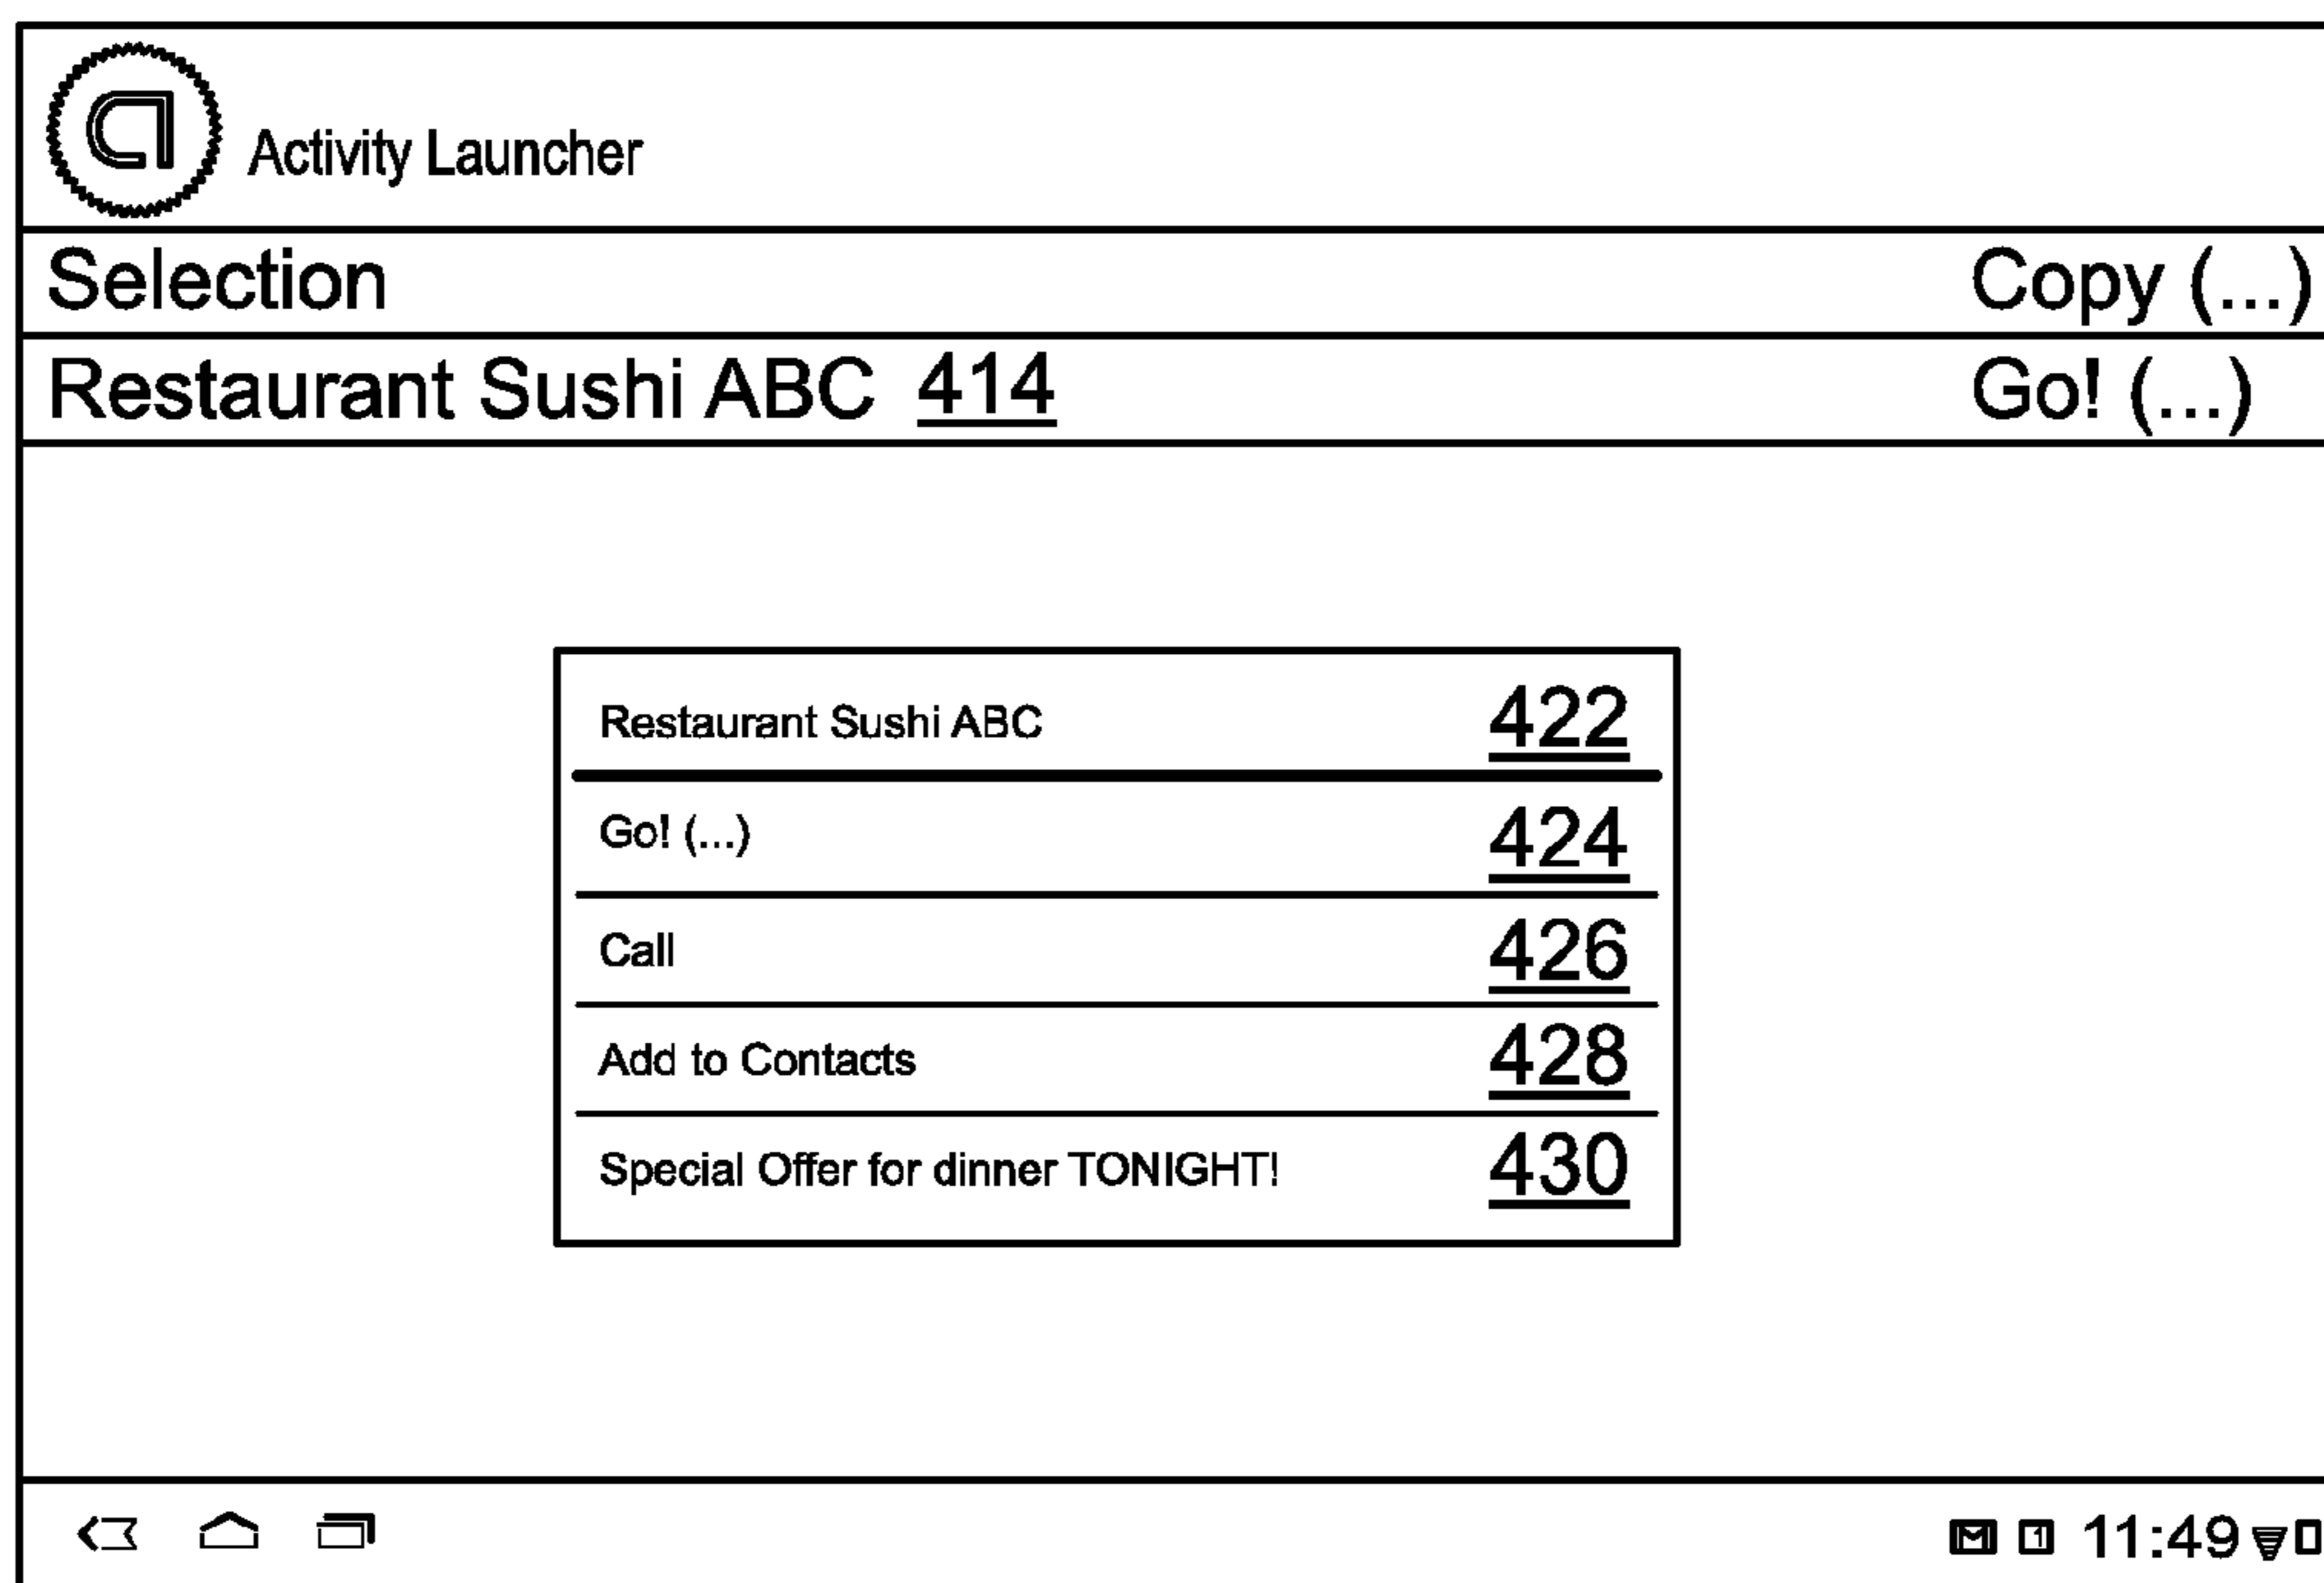 Activity Launcher
Selection Copy (...)
Restaurant Sushi ABC 414 Go! (...)
Restaurant Sushi ABC 422
Go! (...) 424
Call 426
Add to Contacts 428
Special Offer for dinner TONIGHT! 430
M 1 11:49